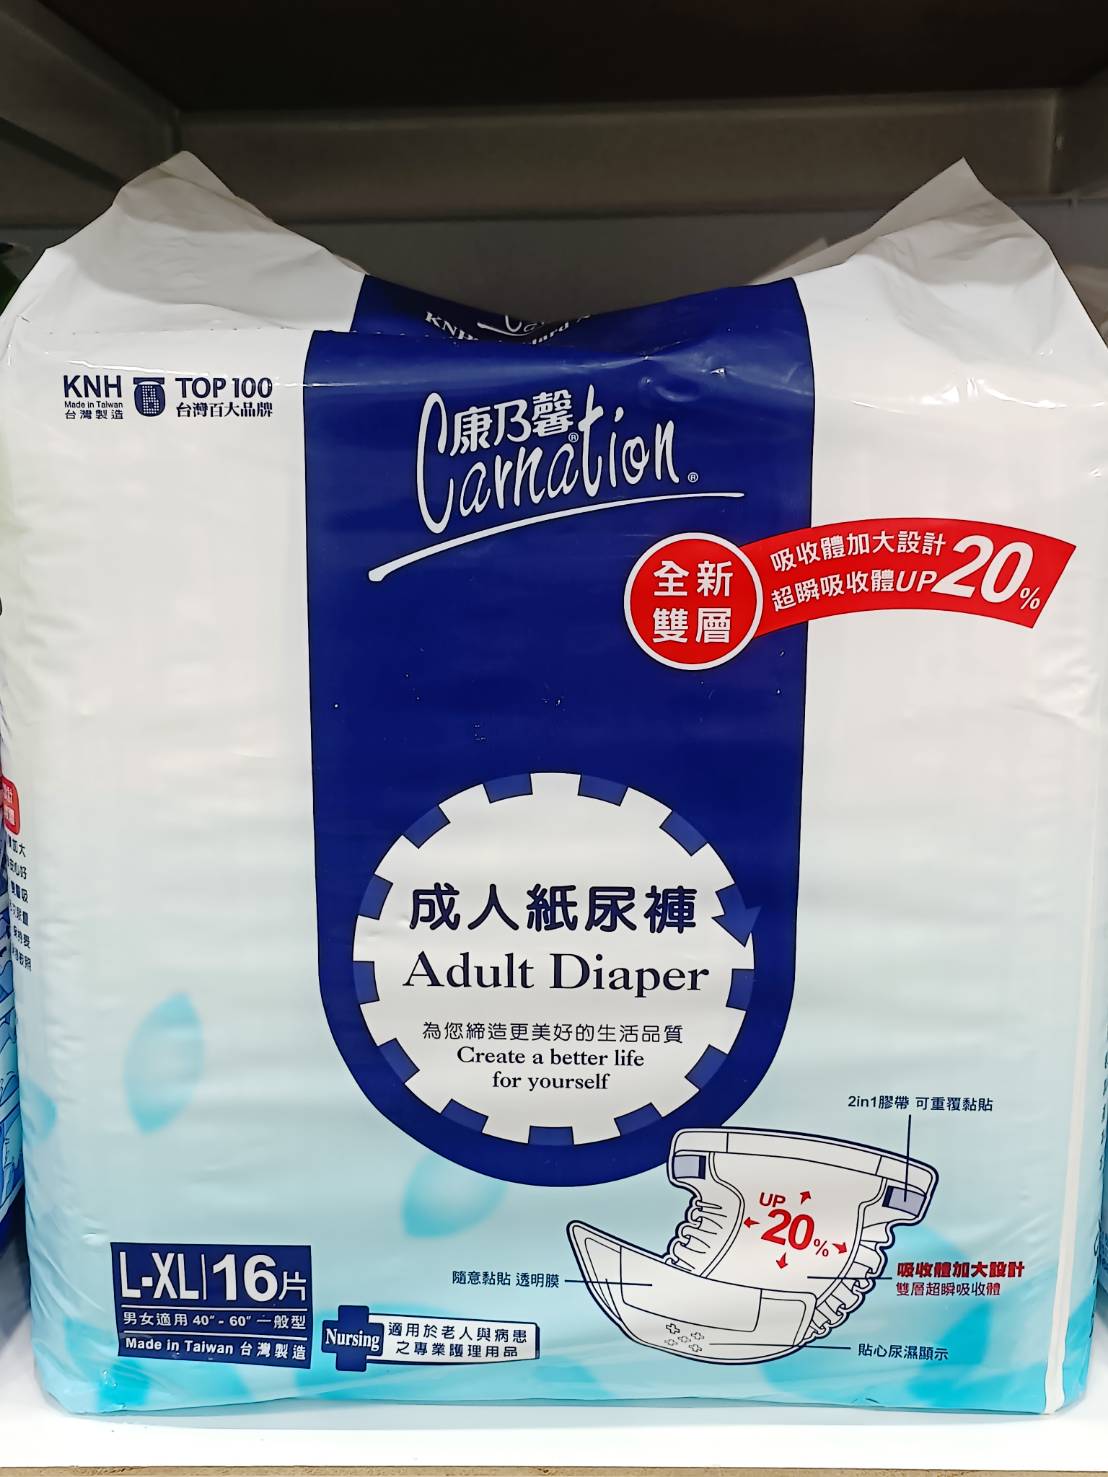 KNH
Made in Taiwan
台灣製造
TOP 100
台灣百大品牌
康乃馨®
Carnation®
全新
雙層
吸收體加大設計
超瞬吸收體UP20%
成人紙尿褲
Adult Diaper
為您締造更美好的生活品質
Create a better life
for yourself
2in1膠帶 可重覆黏貼
UP
20%
吸收體加大設計
雙層超瞬吸收體
隨意黏貼 透明膜
貼心尿濕顯示
L-XL 16片
男女適用 40" - 60" 一般型
Made in Taiwan 台灣製造
Nursing
適用於老人與病患
之專業護理用品